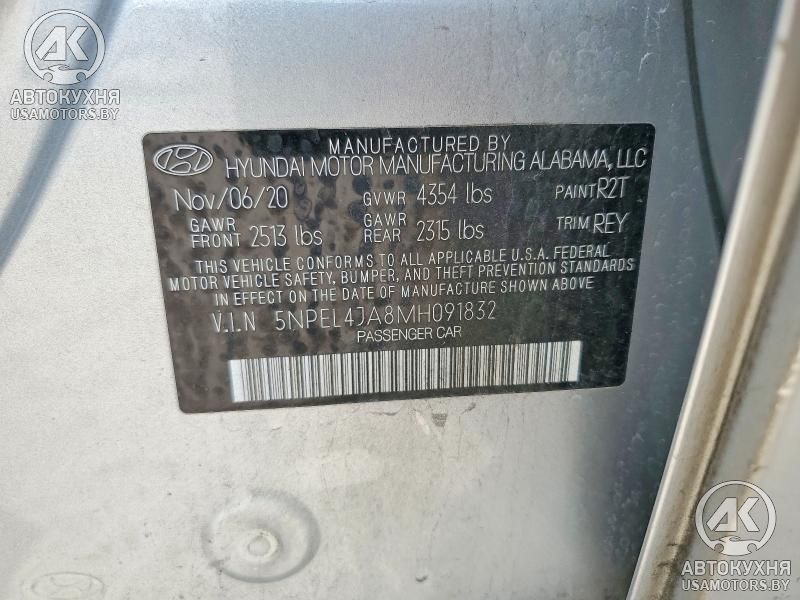 AK
АВТОКУХНЯ
USAMOTORS.BY
MANUFACTURED BY
HYUNDAI MOTOR MANUFACTURING ALABAMA, LLC
Nov/06/20 GVWR 4354 lbs PAINT R2T
GAWR FRONT 2513 lbs GAWR REAR 2315 lbs TRIM REY
THIS VEHICLE CONFORMS TO ALL APPLICABLE U.S.A. FEDERAL
MOTOR VEHICLE SAFETY, BUMPER, AND THEFT PREVENTION STANDARDS
IN EFFECT ON THE DATE OF MANUFACTURE SHOWN ABOVE
V.I.N 5NPEL4JA8MH091832
PASSENGER CAR
AK
АВТОКУХНЯ
USAMOTORS.BY